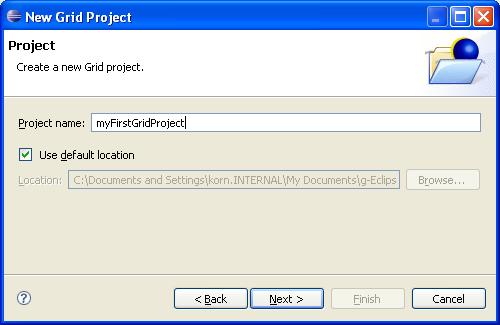 New Grid Project
Project
Create a new Grid project.
Project name: myFirstGridProject
Use default location
Location: C:\Documents and Settings\korn.INTERNAL\My Documents\g-Eclips Browse...
? < Back Next > Finish Cancel